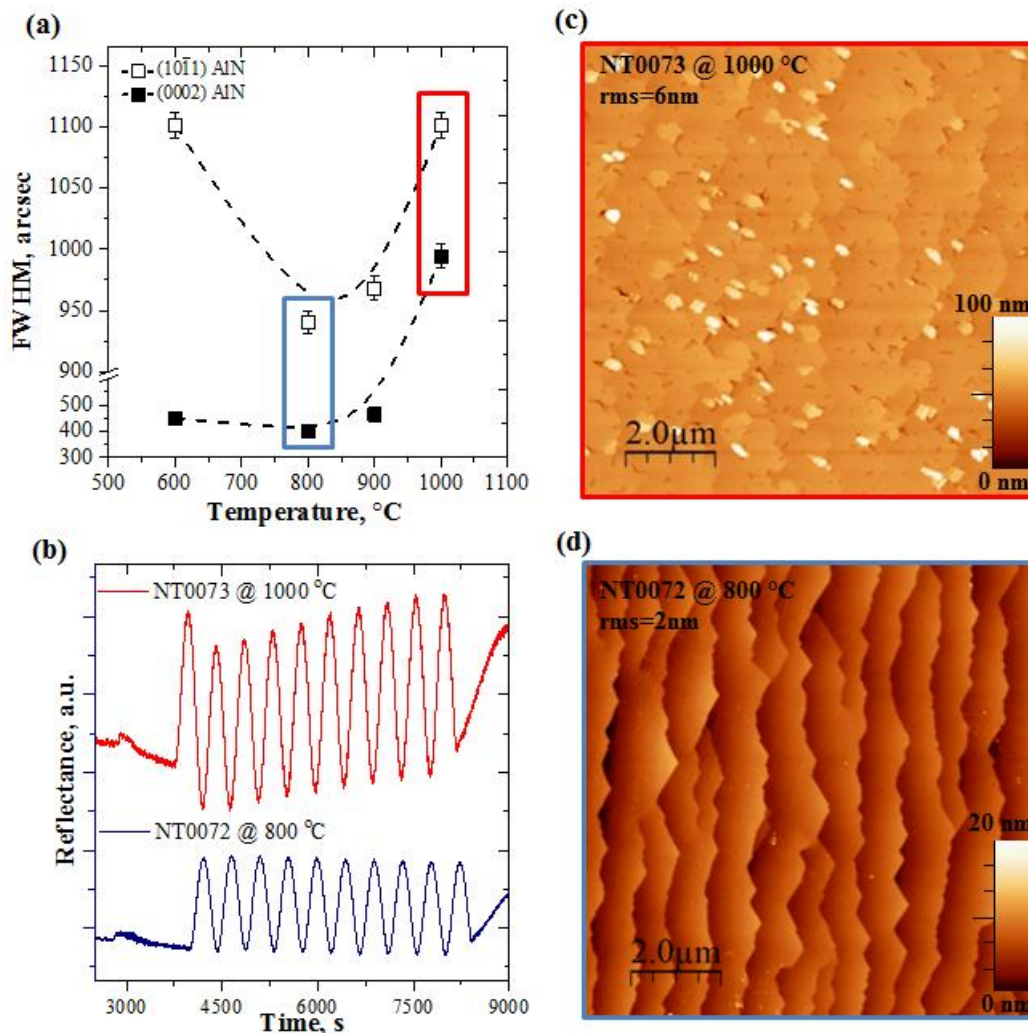 (a)
1150
1100
1050
1000
950
900
500
400
300
(101̅1) AlN
(0002) AlN
FWHM, arcsec
500 600 700 800 900 1000 1100
Temperature, °C
(b)
NT0073 @ 1000 °C
NT0072 @ 800 °C
Reflectance, a.u.
3000 4500 6000 7500 9000
Time, s
(c)
NT0073 @ 1000 °C
rms=6nm
100 nm
2.0µm
0 nm
(d)
NT0072 @ 800 °C
rms=2nm
20 nm
2.0µm
0 nm